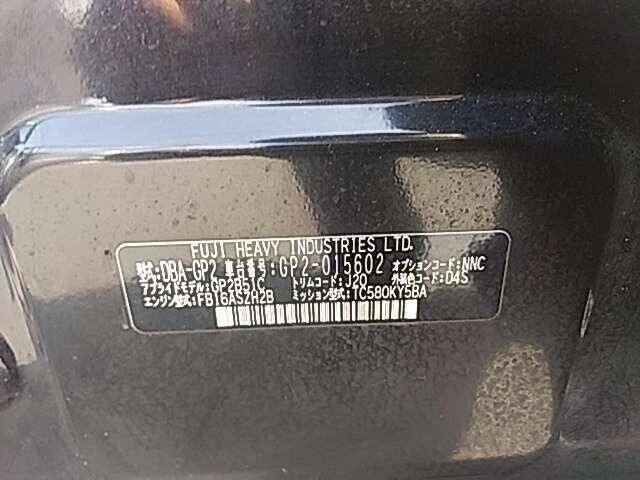 FUJI HEAVY INDUSTRIES LTD.
型式:DBA-GP2 車台番号:GP2-015602 オプションコード:NNC
アプライドモデル:GP2B51C トリムコード:J20 外装色コード:D4S
エンジン型式:FB16ASZH2B ミッション型式:TC580KY5BA